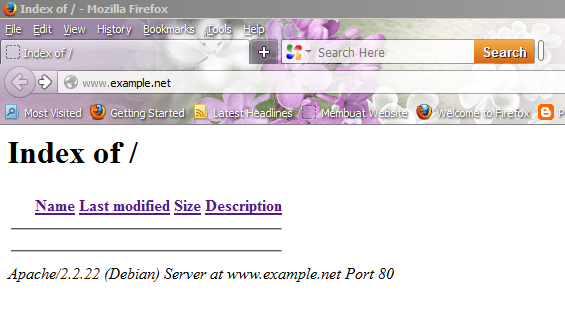 Index of / - Mozilla Firefox
File Edit View History Bookmarks Tools Help
Index of /
Search Here Search
www.example.net
Most Visited Getting Started Latest Headlines Membuat Website Welcome to Firefox P
Index of /
Name Last modified Size Description
Apache/2.2.22 (Debian) Server at www.example.net Port 80